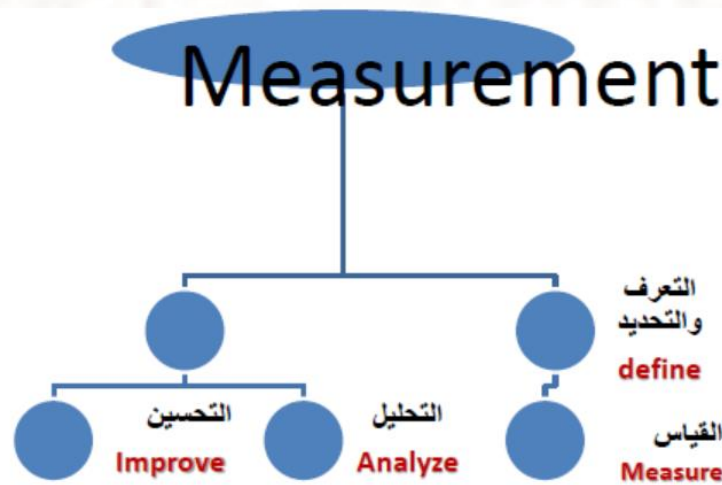 Measurement
التعرف
والتحديد
define
التحسين
Improve
التحليل
Analyze
القياس
Measure